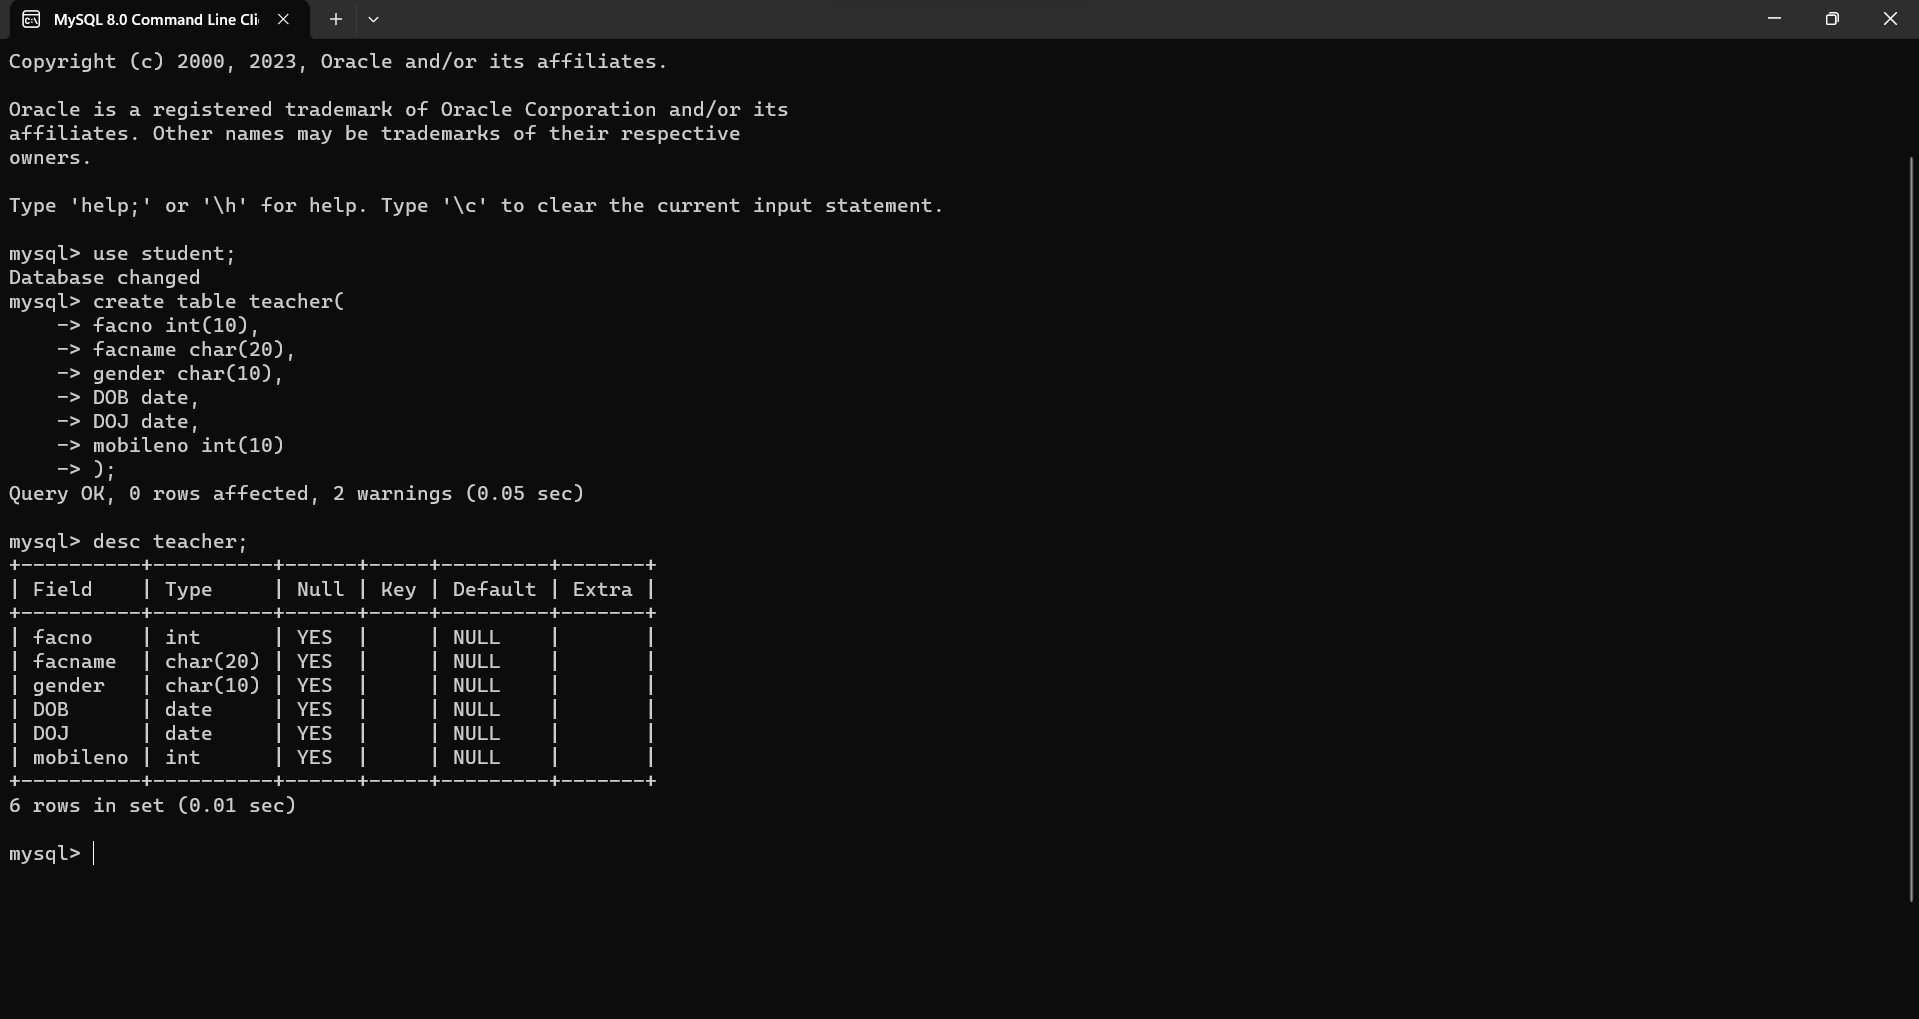 MySQL 8.0 Command Line Cli
Copyright (c) 2000, 2023, Oracle and/or its affiliates.
Oracle is a registered trademark of Oracle Corporation and/or its
affiliates. Other names may be trademarks of their respective
owners.
Type 'help;' or '\h' for help. Type '\c' to clear the current input statement.
mysql> use student;
Database changed
mysql> create table teacher(
    -> facno int(10),
    -> facname char(20),
    -> gender char(10),
    -> DOB date,
    -> DOJ date,
    -> mobileno int(10)
    -> );
Query OK, 0 rows affected, 2 warnings (0.05 sec)
mysql> desc teacher;
+----------+----------+------+-----+---------+-------+
| Field    | Type     | Null | Key | Default | Extra |
+----------+----------+------+-----+---------+-------+
| facno    | int      | YES  |     | NULL    |       |
| facname  | char(20) | YES  |     | NULL    |       |
| gender   | char(10) | YES  |     | NULL    |       |
| DOB      | date     | YES  |     | NULL    |       |
| DOJ      | date     | YES  |     | NULL    |       |
| mobileno | int      | YES  |     | NULL    |       |
+----------+----------+------+-----+---------+-------+
6 rows in set (0.01 sec)
mysql>